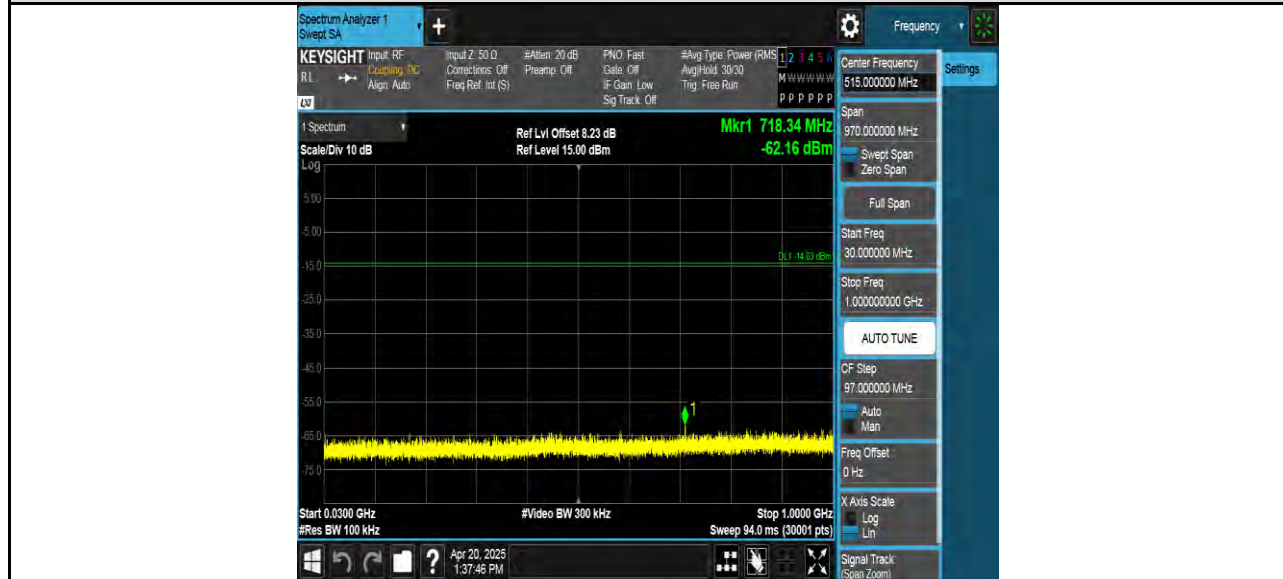 Spectrum Analyzer 1
Swept SA
+
Frequency
KEYSIGHT
RL
LXI
Input: RF
Coupling: DC
Align: Auto
Input Z: 50 Ω
Corrections: Off
Freq Ref: Int (S)
#Atten: 20 dB
Preamp: Off
PNO: Fast
Gate: Off
IF Gain: Low
Sig Track: Off
#Avg Type: Power (RMS
Avg|Hold: 30/30
Trig: Free Run
1 2 3 4 5 6
M W W W W W
P P P P P P
1 Spectrum
Scale/Div 10 dB
Log
Ref Lvl Offset 8.23 dB
Ref Level 15.00 dBm
Mkr1 718.34 MHz
-62.16 dBm
5.00
-5.00
DL1 -14.03 dBm
-15.0
-25.0
-35.0
-45.0
-55.0
1
-65.0
-75.0
Start 0.0300 GHz
#Res BW 100 kHz
#Video BW 300 kHz
Stop 1.0000 GHz
Sweep 94.0 ms (30001 pts)
?
Apr 20, 2025
1:37:46 PM
Center Frequency
515.000000 MHz
Settings
Span
970.000000 MHz
Swept Span
Zero Span
Full Span
Start Freq
30.000000 MHz
Stop Freq
1.000000000 GHz
AUTO TUNE
CF Step
97.000000 MHz
Auto
Man
Freq Offset
0 Hz
X Axis Scale
Log
Lin
Signal Track
(Span Zoom)